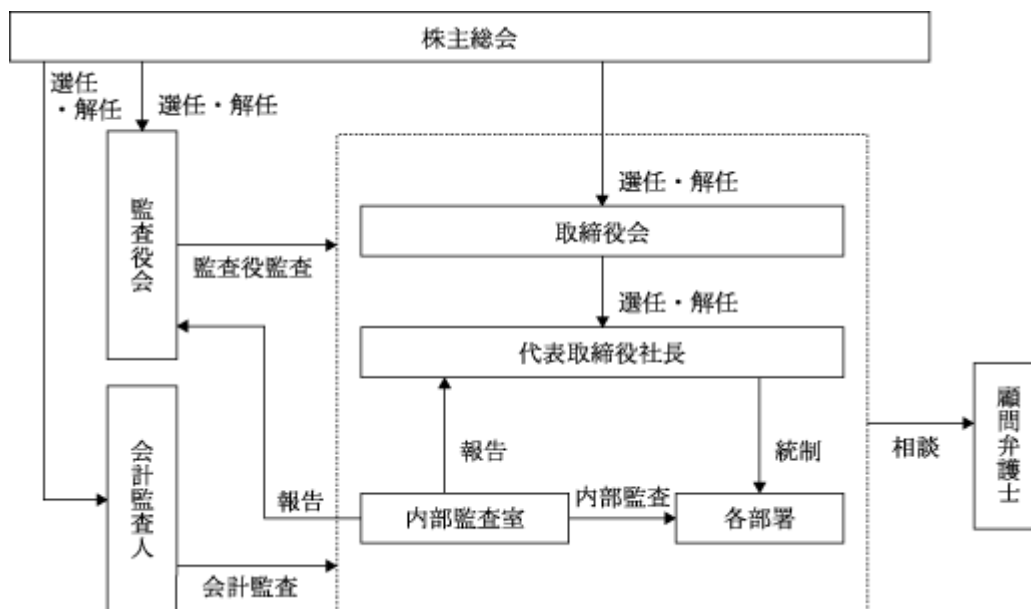 株主総会
選任
・解任
選任・解任
選任・解任
監査役会
取締役会
監査役監査
選任・解任
代表取締役社長
顧問弁護士
会計監査人
報告
統制
相談
報告
内部監査室
内部監査
各部署
会計監査